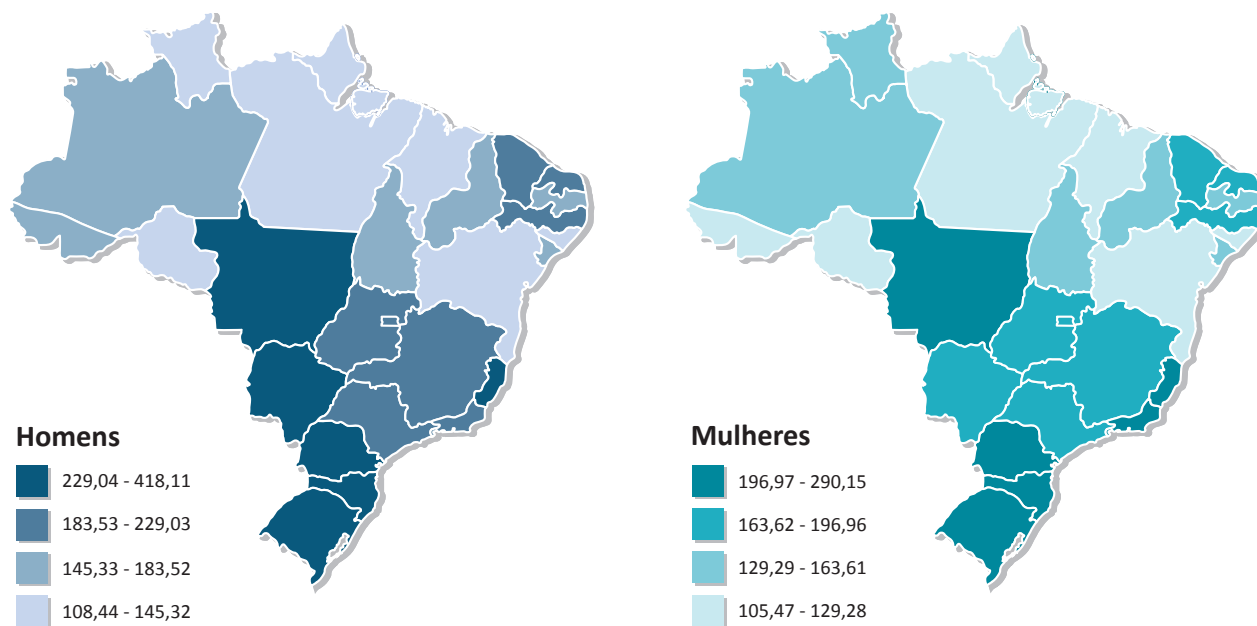 Homens
229,04 - 418,11
183,53 - 229,03
145,33 - 183,52
108,44 - 145,32
Mulheres
196,97 - 290,15
163,62 - 196,96
129,29 - 163,61
105,47 - 129,28